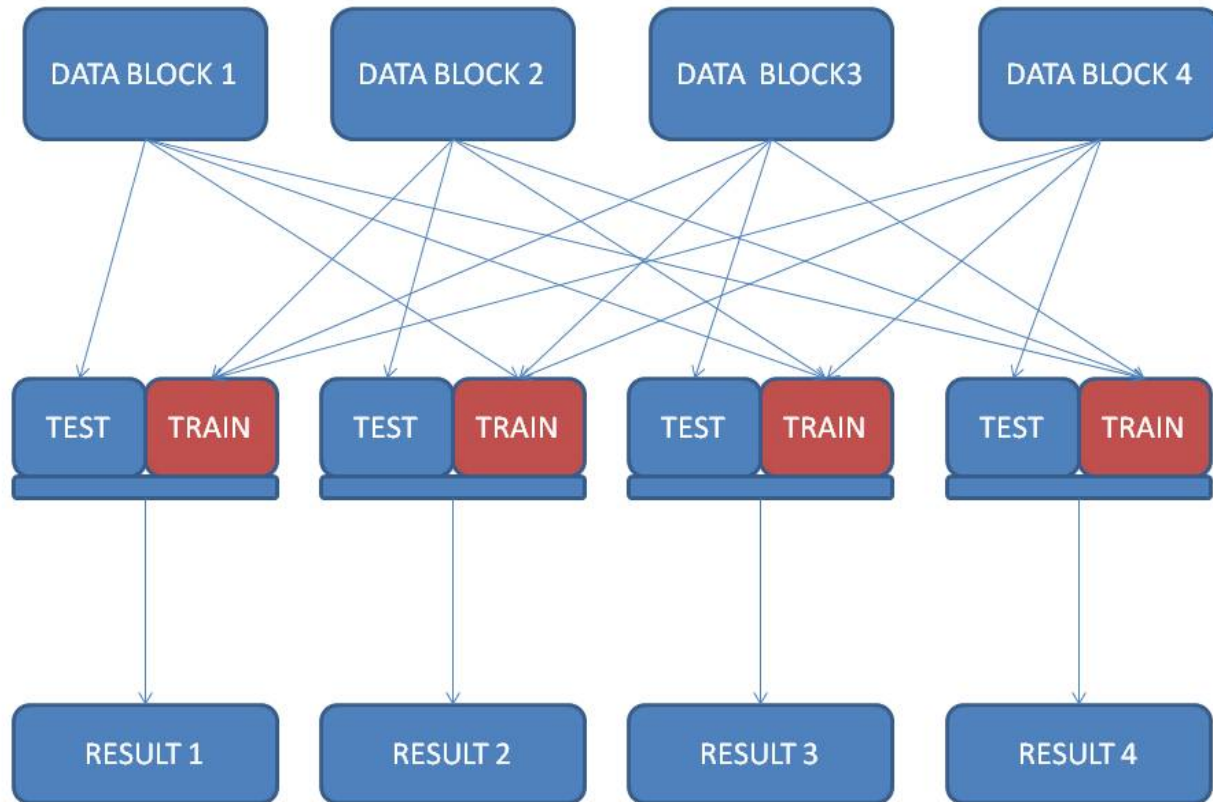 DATA BLOCK 1
DATA BLOCK 2
DATA BLOCK3
DATA BLOCK 4
TEST
TRAIN
TEST
TRAIN
TEST
TRAIN
TEST
TRAIN
RESULT 1
RESULT 2
RESULT 3
RESULT 4